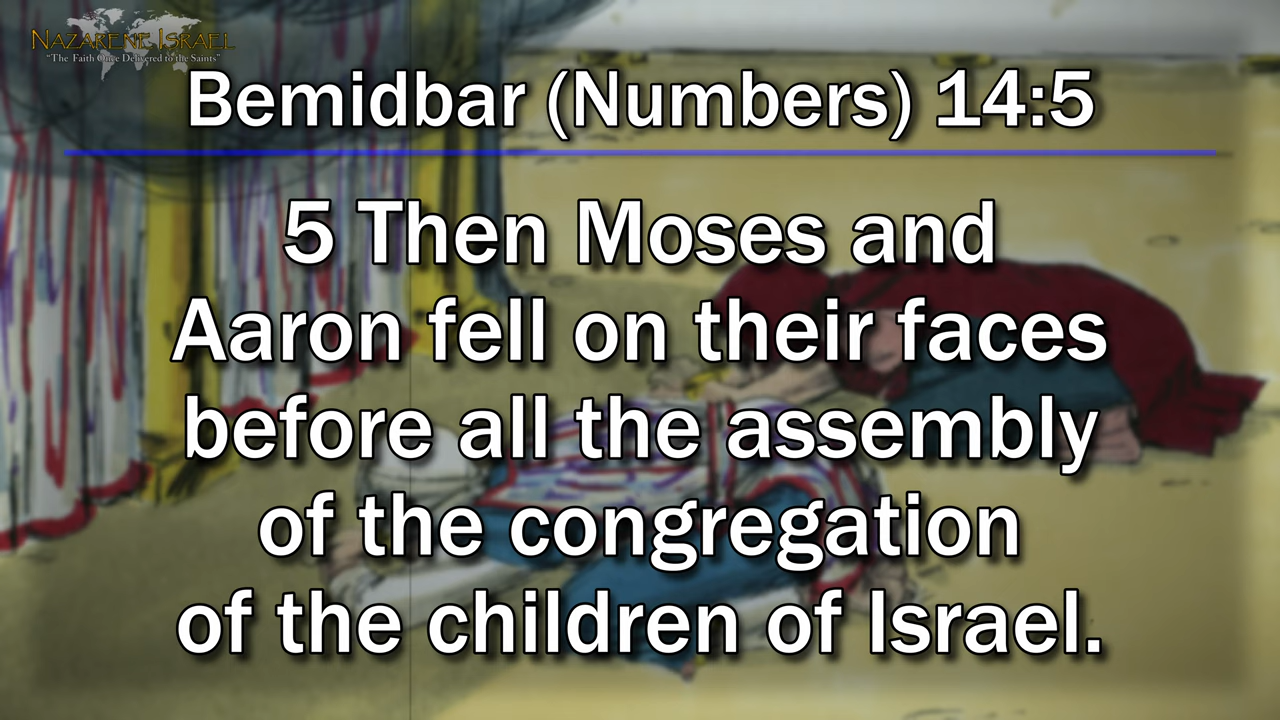 NAZARENE ISRAEL
"The Faith Once Delivered to the Saints"
Bemidbar (Numbers) 14:5
5 Then Moses and
Aaron fell on their faces
before all the assembly
of the congregation
of the children of Israel.